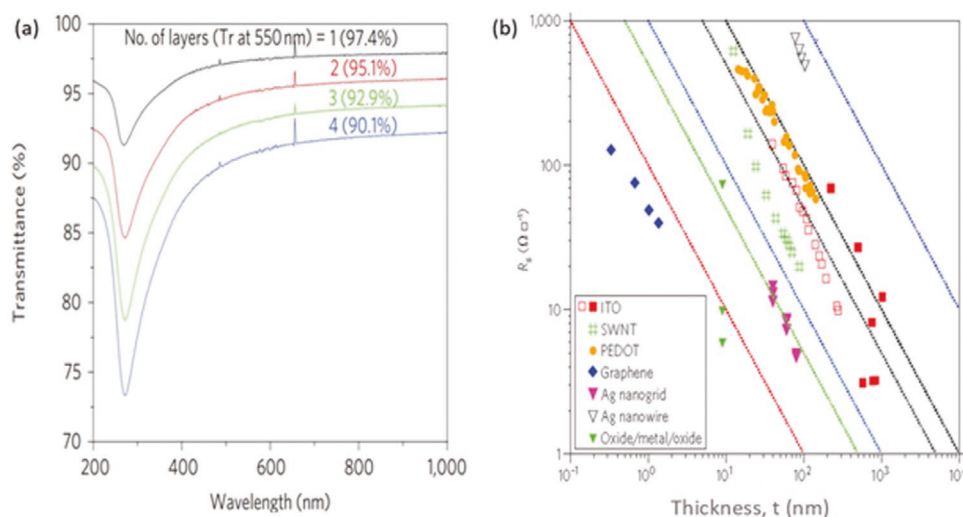 (a)
100
95
90
85
80
75
70
Transmittance (%)
No. of layers (Tr at 550 nm) = 1 (97.4%)
2 (95.1%)
3 (92.9%)
4 (90.1%)
200
400
600
800
1,000
Wavelength (nm)
(b)
1,000
100
10
1
Rs (Ω □⁻¹)
ITO
SWNT
PEDOT
Graphene
Ag nanogrid
Ag nanowire
Oxide/metal/oxide
10⁻¹
10⁰
10¹
10²
10³
Thickness, t (nm)